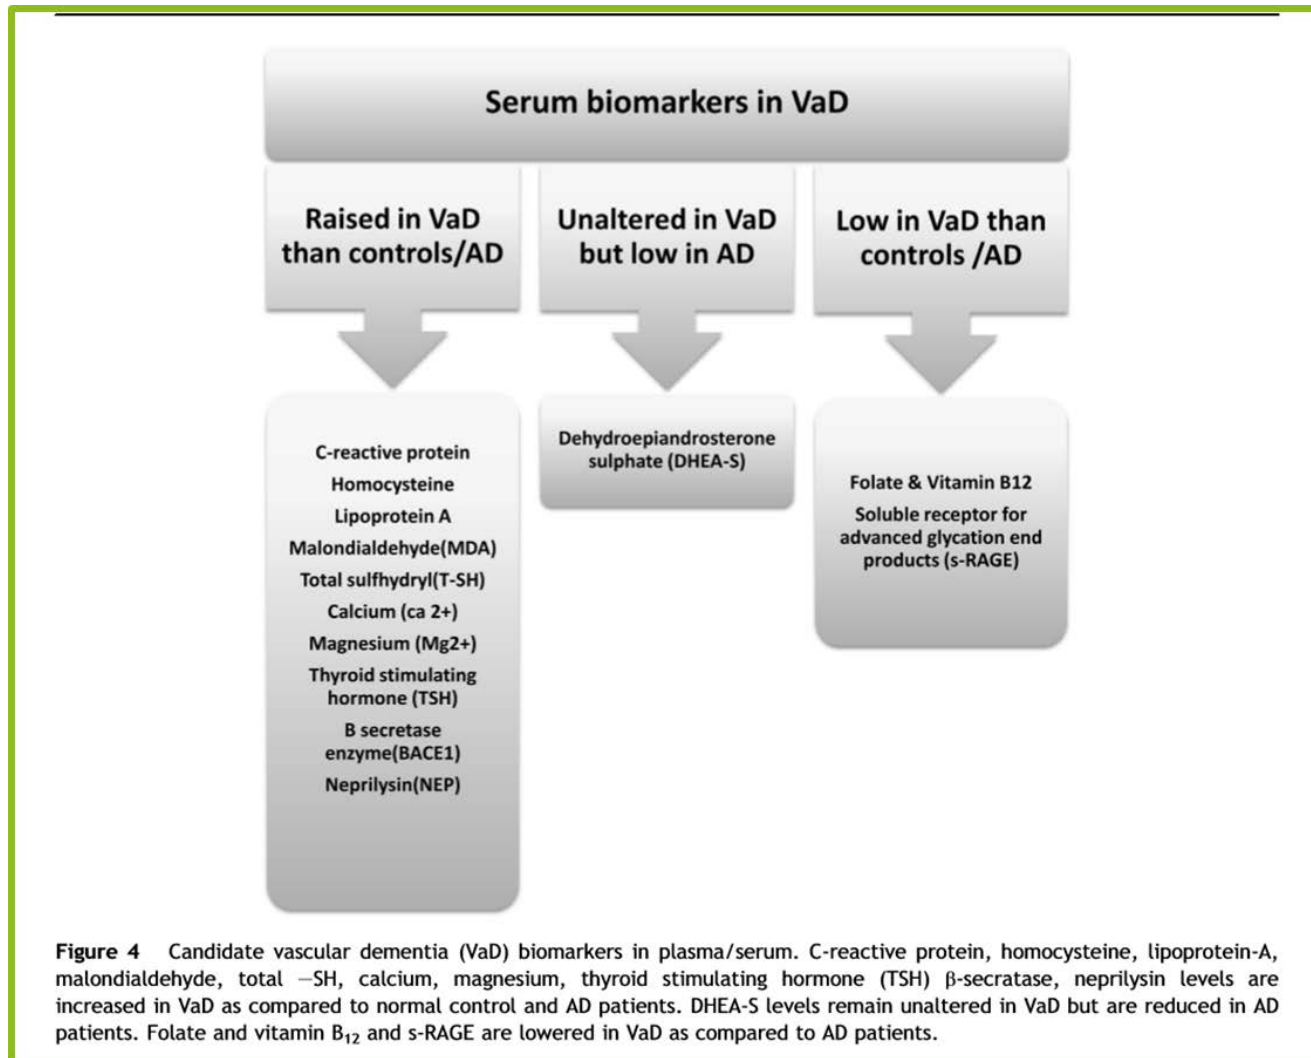 Serum biomarkers in VaD
Raised in VaD
than controls/AD
Unaltered in VaD
but low in AD
Low in VaD than
controls /AD
C-reactive protein
Homocysteine
Lipoprotein A
Malondialdehyde(MDA)
Total sulfhydryl(T-SH)
Calcium (ca 2+)
Magnesium (Mg2+)
Thyroid stimulating
hormone (TSH)
B secretase
enzyme(BACE1)
Neprilysin(NEP)
Dehydroepiandrosterone
sulphate (DHEA-S)
Folate & Vitamin B12
Soluble receptor for
advanced glycation end
products (s-RAGE)
Figure 4 Candidate vascular dementia (VaD) biomarkers in plasma/serum. C-reactive protein, homocysteine, lipoprotein-A,
malondialdehyde, total −SH, calcium, magnesium, thyroid stimulating hormone (TSH) β-secratase, neprilysin levels are
increased in VaD as compared to normal control and AD patients. DHEA-S levels remain unaltered in VaD but are reduced in AD
patients. Folate and vitamin B₁₂ and s-RAGE are lowered in VaD as compared to AD patients.